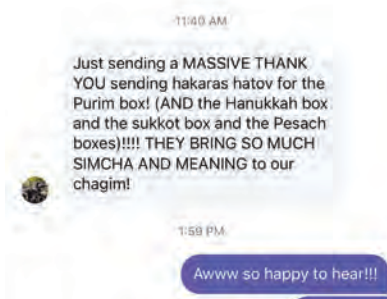 11:40 AM
Just sending a MASSIVE THANK
YOU sending hakaras hatov for the
Purim box! (AND the Hanukkah box
and the sukkot box and the Pesach
boxes)!!!! THEY BRING SO MUCH
SIMCHA AND MEANING to our
chagim!
1:59 PM
Awww so happy to hear!!!